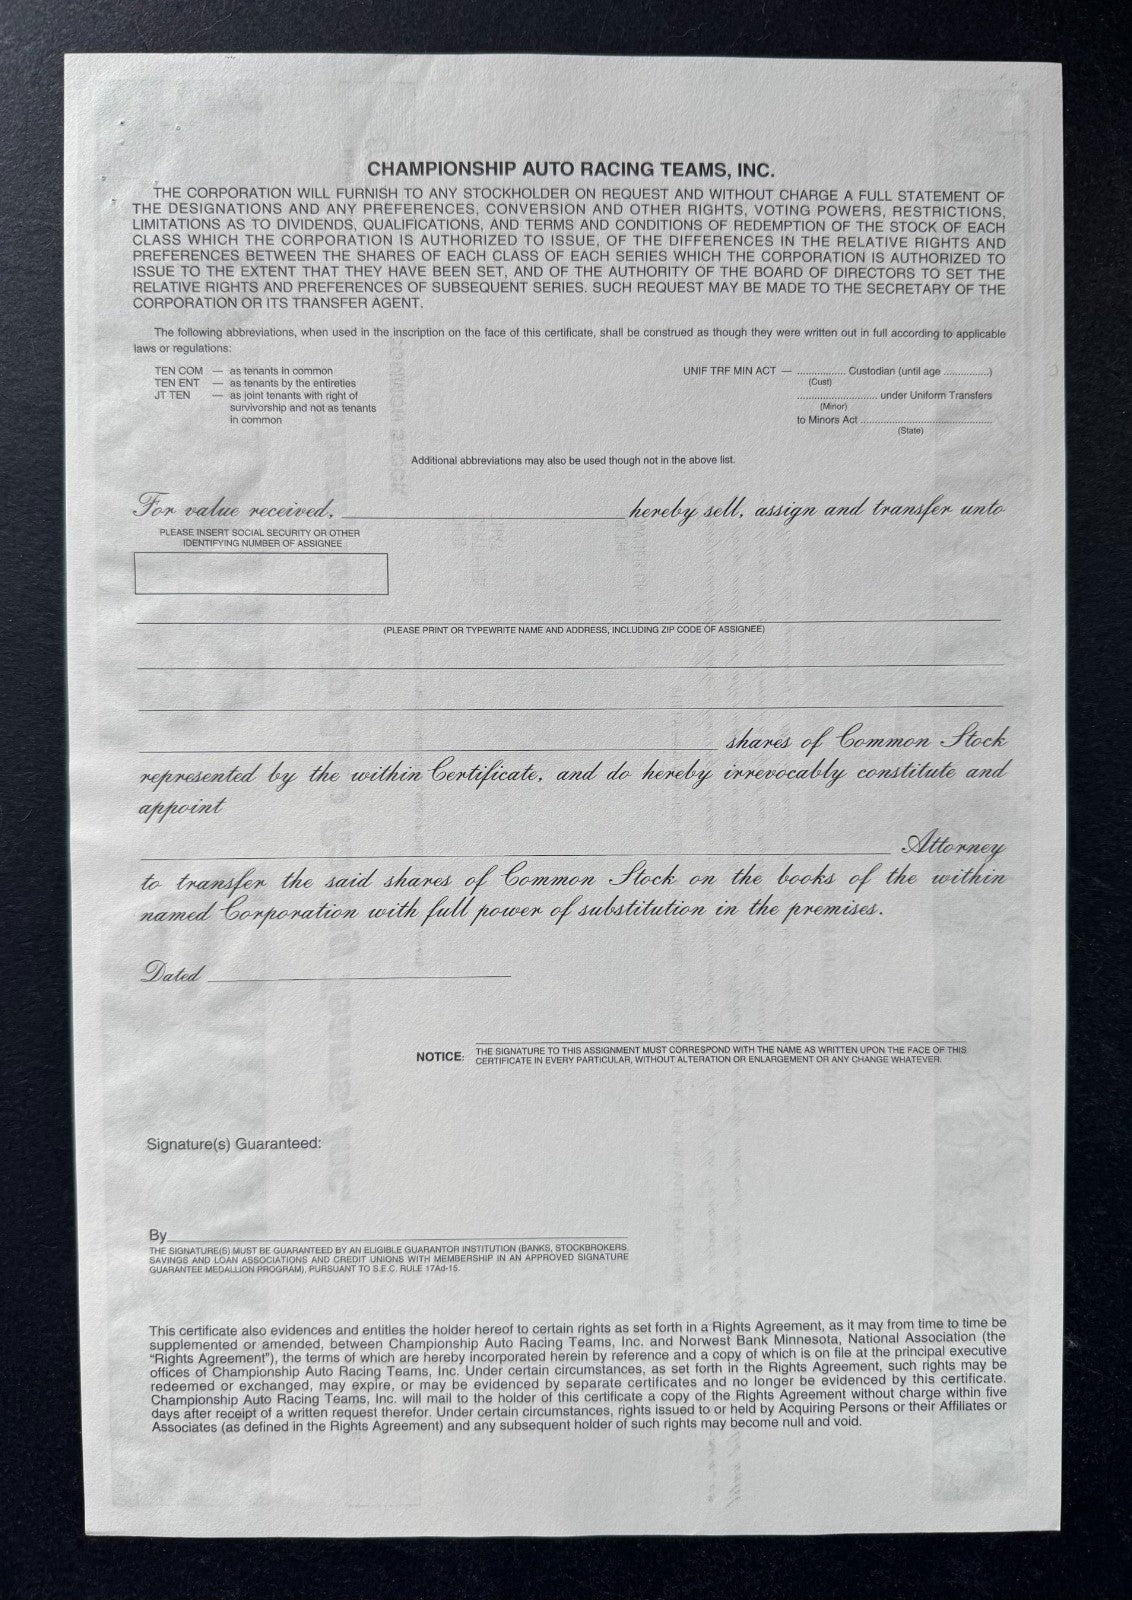 CHAMPIONSHIP AUTO RACING TEAMS, INC.
THE CORPORATION WILL FURNISH TO ANY STOCKHOLDER ON REQUEST AND WITHOUT CHARGE A FULL STATEMENT OF
THE DESIGNATIONS AND ANY PREFERENCES, CONVERSION AND OTHER RIGHTS, VOTING POWERS, RESTRICTIONS,
LIMITATIONS AS TO DIVIDENDS, QUALIFICATIONS, AND TERMS AND CONDITIONS OF REDEMPTION OF THE STOCK OF EACH
CLASS WHICH THE CORPORATION IS AUTHORIZED TO ISSUE, OF THE DIFFERENCES IN THE RELATIVE RIGHTS AND
PREFERENCES BETWEEN THE SHARES OF EACH CLASS OF EACH SERIES WHICH THE CORPORATION IS AUTHORIZED TO
ISSUE TO THE EXTENT THAT THEY HAVE BEEN SET, AND OF THE AUTHORITY OF THE BOARD OF DIRECTORS TO SET THE
RELATIVE RIGHTS AND PREFERENCES OF SUBSEQUENT SERIES. SUCH REQUEST MAY BE MADE TO THE SECRETARY OF THE
CORPORATION OR ITS TRANSFER AGENT.
The following abbreviations, when used in the inscription on the face of this certificate, shall be construed as though they were written out in full according to applicable
laws or regulations:
TEN COM — as tenants in common
TEN ENT — as tenants by the entireties
JT TEN — as joint tenants with right of
survivorship and not as tenants
in common
UNIF TRF MIN ACT — ................ Custodian (until age ...............)
(Cust)
........................... under Uniform Transfers
(Minor)
to Minors Act .............................................
(State)
Additional abbreviations may also be used though not in the above list.
For value received, ____________ hereby sell, assign and transfer unto
PLEASE INSERT SOCIAL SECURITY OR OTHER
IDENTIFYING NUMBER OF ASSIGNEE
(PLEASE PRINT OR TYPEWRITE NAME AND ADDRESS, INCLUDING ZIP CODE OF ASSIGNEE)
____________ shares of Common Stock
represented by the within Certificate, and do hereby irrevocably constitute and
appoint
____________ Attorney
to transfer the said shares of Common Stock on the books of the within
named Corporation with full power of substitution in the premises.
Dated ____________
NOTICE: THE SIGNATURE TO THIS ASSIGNMENT MUST CORRESPOND WITH THE NAME AS WRITTEN UPON THE FACE OF THIS
CERTIFICATE IN EVERY PARTICULAR, WITHOUT ALTERATION OR ENLARGEMENT OR ANY CHANGE WHATEVER.
Signature(s) Guaranteed:
By____________
THE SIGNATURE(S) MUST BE GUARANTEED BY AN ELIGIBLE GUARANTOR INSTITUTION (BANKS, STOCKBROKERS,
SAVINGS AND LOAN ASSOCIATIONS AND CREDIT UNIONS WITH MEMBERSHIP IN AN APPROVED SIGNATURE
GUARANTEE MEDALLION PROGRAM), PURSUANT TO S.E.C. RULE 17Ad-15.
This certificate also evidences and entitles the holder hereof to certain rights as set forth in a Rights Agreement, as it may from time to time be
supplemented or amended, between Championship Auto Racing Teams, Inc. and Norwest Bank Minnesota, National Association (the
"Rights Agreement"), the terms of which are hereby incorporated herein by reference and a copy of which is on file at the principal executive
offices of Championship Auto Racing Teams, Inc. Under certain circumstances, as set forth in the Rights Agreement, such rights may be
redeemed or exchanged, may expire, or may be evidenced by separate certificates and no longer be evidenced by this certificate.
Championship Auto Racing Teams, Inc. will mail to the holder of this certificate a copy of the Rights Agreement without charge within five
days after receipt of a written request therefor. Under certain circumstances, rights issued to or held by Acquiring Persons or their Affiliates or
Associates (as defined in the Rights Agreement) and any subsequent holder of such rights may become null and void.